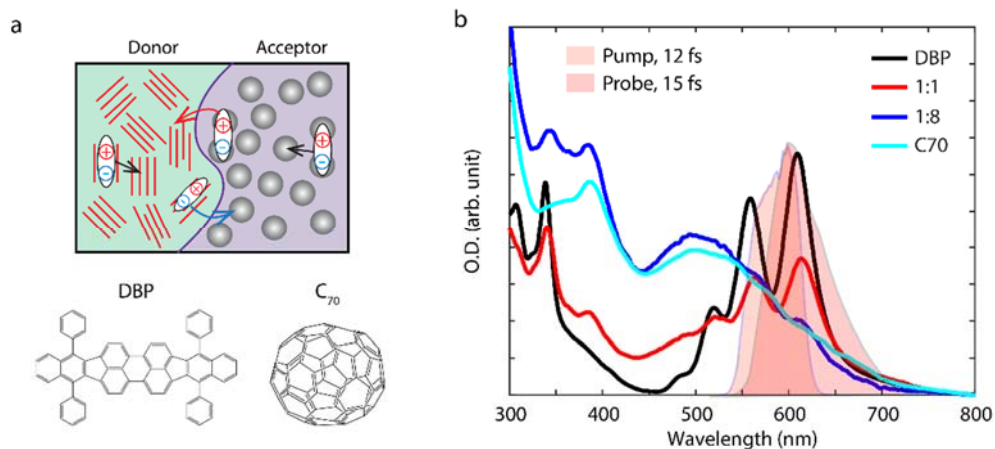 a
Donor Acceptor
+
−
+
−
+
−
+
−
DBP C70
b
Pump, 12 fs
Probe, 15 fs
DBP
1:1
1:8
C70
O.D. (arb. unit)
300 400 500 600 700 800
Wavelength (nm)